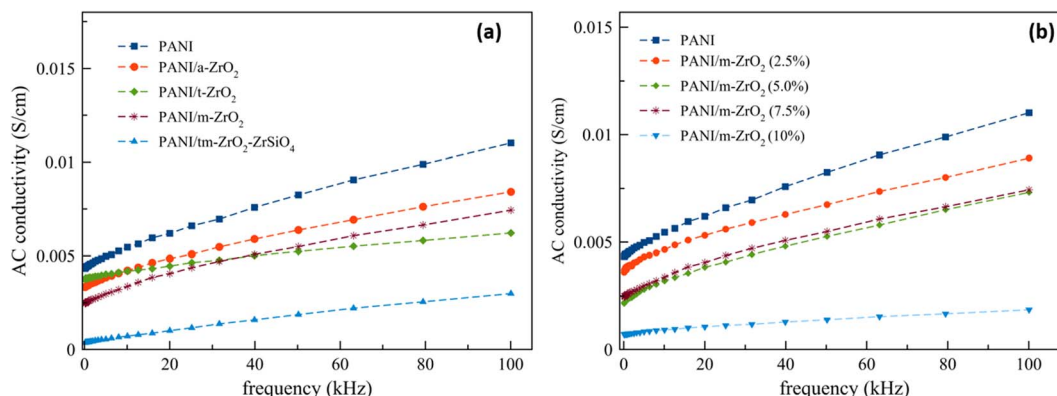 (a)
PANI
PANI/a-ZrO₂
PANI/t-ZrO₂
PANI/m-ZrO₂
PANI/tm-ZrO₂-ZrSiO₄
AC conductivity (S/cm)
0.015
0.01
0.005
0
0 20 40 60 80 100
frequency (kHz)
(b)
PANI
PANI/m-ZrO₂ (2.5%)
PANI/m-ZrO₂ (5.0%)
PANI/m-ZrO₂ (7.5%)
PANI/m-ZrO₂ (10%)
AC conductivity (S/cm)
0.015
0.01
0.005
0
0 20 40 60 80 100
frequency (kHz)